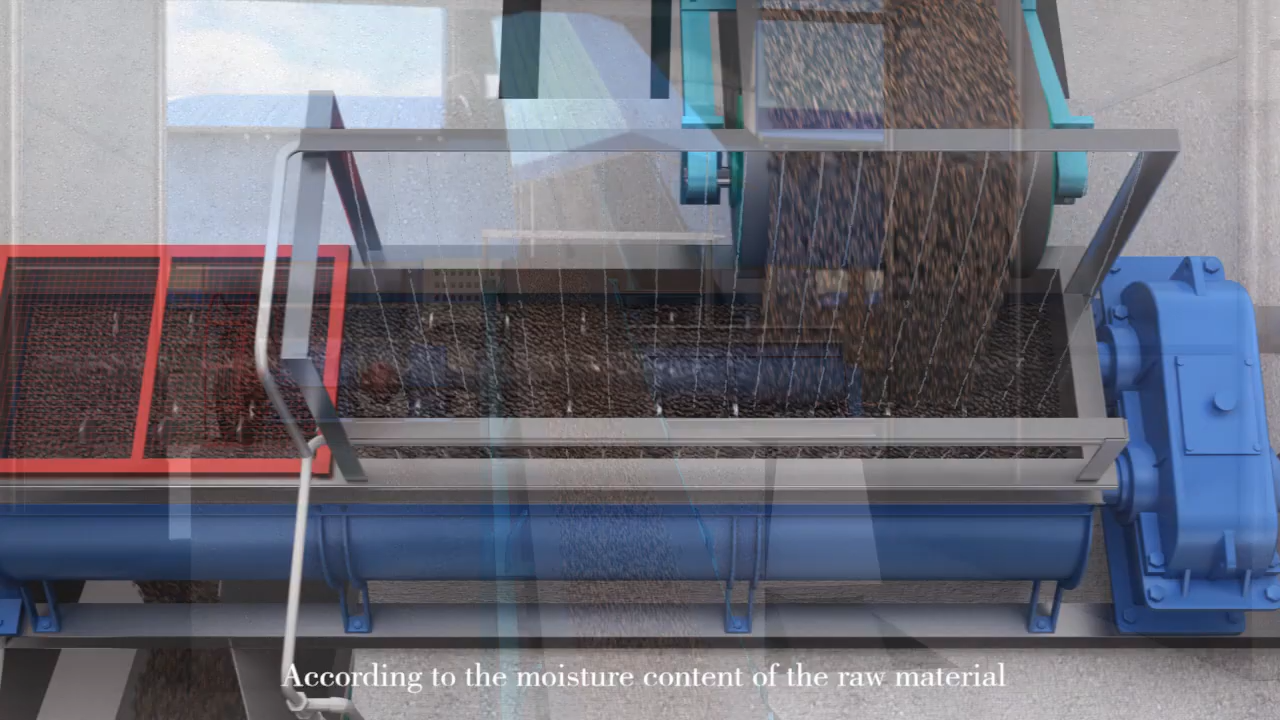 According to the moisture content of the raw material